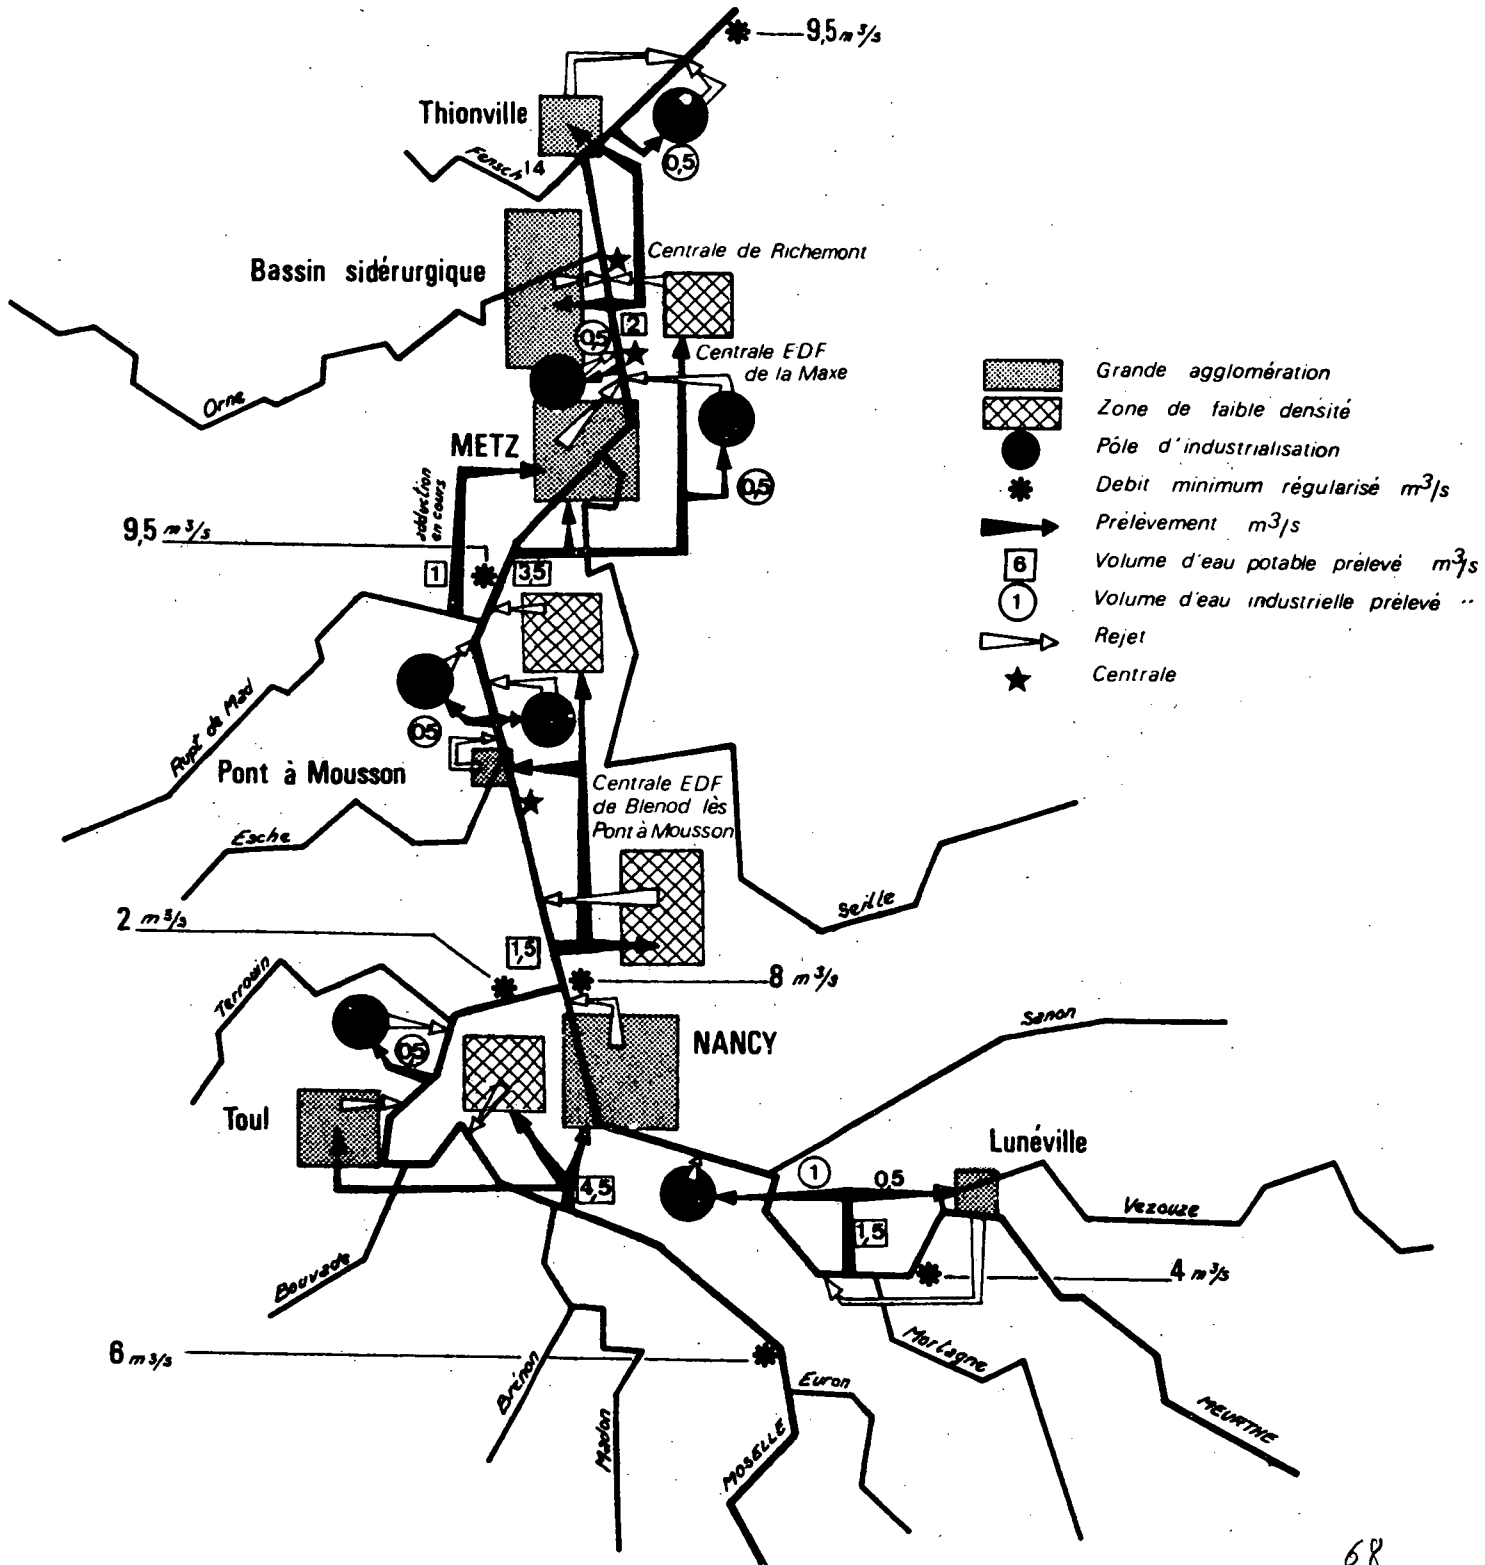 9,5 m³/s
Thionville
Fensch 14
0,5
Centrale de Richemont
Bassin sidérurgique
2
0,5
Centrale EDF
de la Maxe
Orne
METZ
adduction
en cours
0,5
9,5 m³/s
1
3,5
Grande agglomération
Zone de faible densité
Pôle d'industrialisation
Debit minimum régularisé m³/s
Prélèvement m³/s
6 Volume d'eau potable prélevé m³/s
1 Volume d'eau industrielle prélevé ..
Rejet
Centrale
Rupt de Mad
0,5
Pont à Mousson
Centrale EDF
de Blenod lès
Pont à Mousson
Esche
Seille
2 m³/s
1,5
8 m³/s
Terrouin
Sanon
NANCY
0,5
Toul
Lunéville
1
0,5
4,5
Vezouze
1,5
Bouvade
4 m³/s
Mortagne
6 m³/s
Brénon
Euron
Madon
MOSELLE
MEURTHE
68